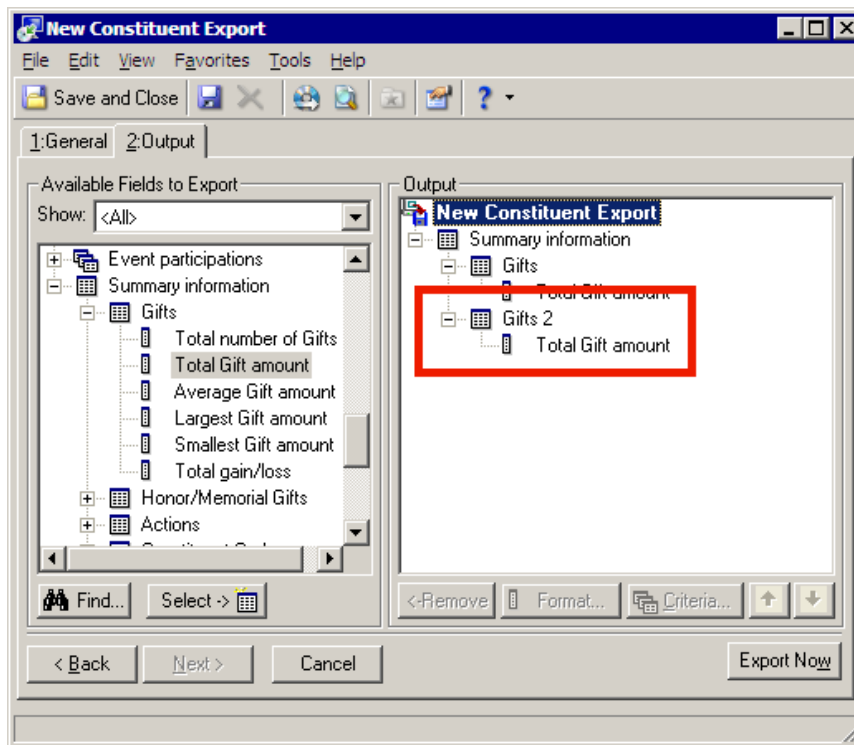 New Constituent Export
File Edit View Favorites Tools Help
Save and Close ?
1:General 2:Output
Available Fields to Export
Show: <All>
Event participations
Summary information
Gifts
Total number of Gifts
Total Gift amount
Average Gift amount
Largest Gift amount
Smallest Gift amount
Total gain/loss
Honor/Memorial Gifts
Actions
Find... Select ->
Output
New Constituent Export
Summary information
Gifts
Total Gift amount
Gifts 2
Total Gift amount
<-Remove Format... Criteria...
< Back Next > Cancel Export Now